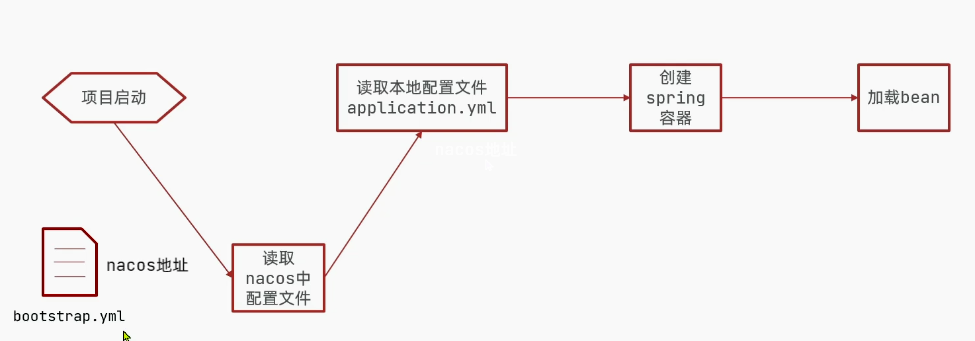 项目启动
读取本地配置文件
application.yml
创建
spring
容器
加载bean
nacos地址
读取
nacos中
配置文件
nacos地址
bootstrap.yml